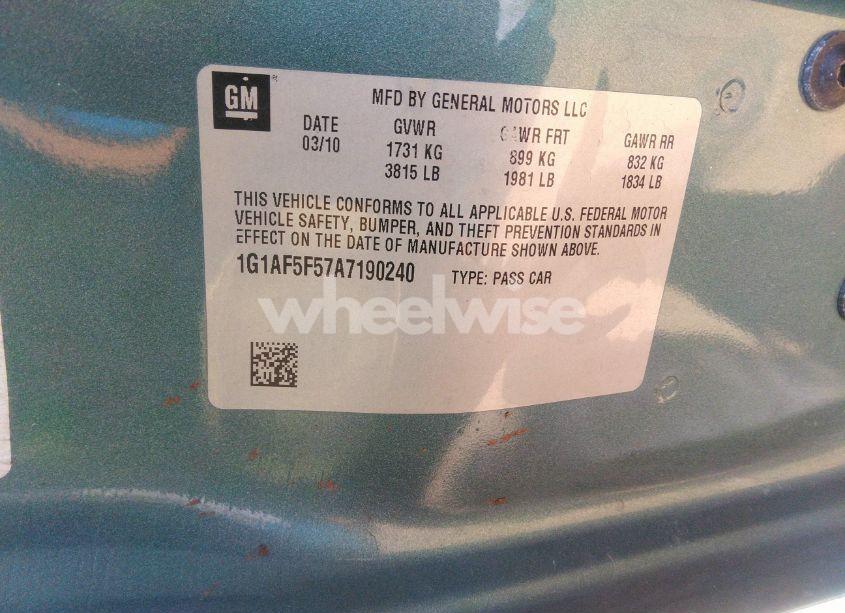 GM
MFD BY GENERAL MOTORS LLC
DATE GVWR GAWR FRT GAWR RR
03/10 1731 KG 899 KG 832 KG
3815 LB 1981 LB 1834 LB
THIS VEHICLE CONFORMS TO ALL APPLICABLE U.S. FEDERAL MOTOR
VEHICLE SAFETY, BUMPER, AND THEFT PREVENTION STANDARDS IN
EFFECT ON THE DATE OF MANUFACTURE SHOWN ABOVE.
1G1AF5F57A7190240 TYPE: PASS CAR
wheelwise